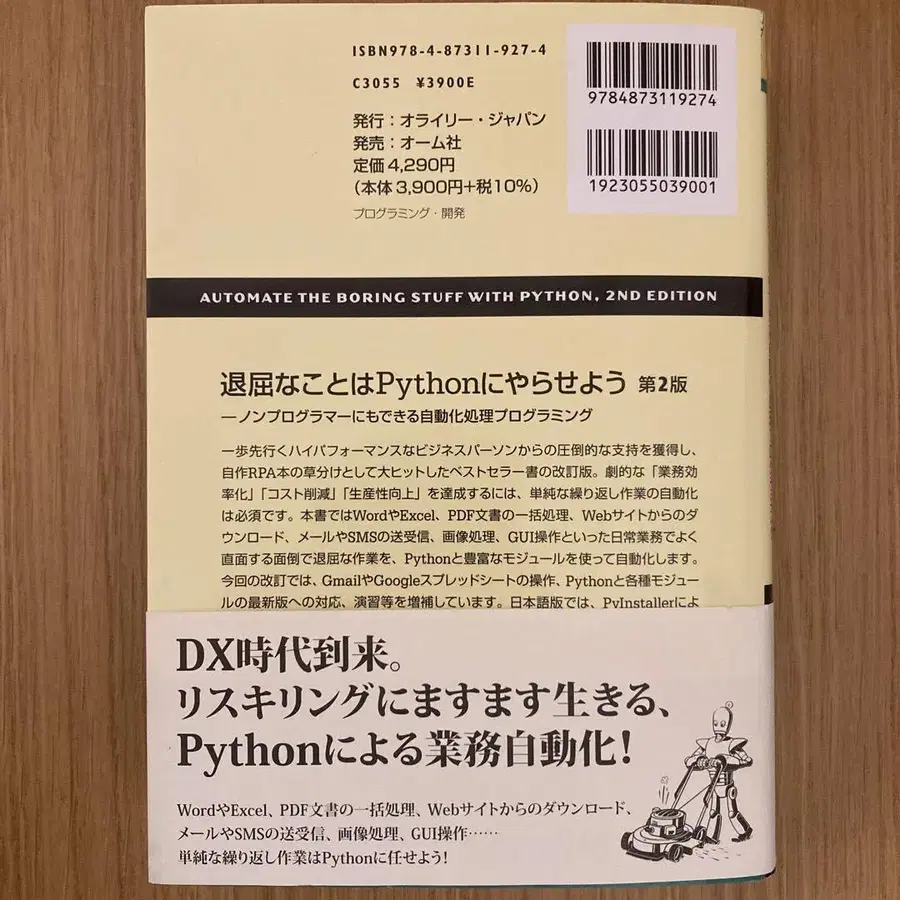 ISBN978-4-87311-927-4
C3055 ¥3900E
発行：オライリー・ジャパン
発売：オーム社
定価4,290円
（本体3,900円+税10%）
プログラミング・開発
9784873119274
1923055039001
AUTOMATE THE BORING STUFF WITH PYTHON, 2ND EDITION
退屈なことはPythonにやらせよう 第2版
―ノンプログラマーにもできる自動化処理プログラミング
一歩先行くハイパフォーマンスなビジネスパーソンからの圧倒的な支持を獲得し、
自作RPA本の草分けとして大ヒットしたベストセラー書の改訂版。劇的な「業務効
率化」「コスト削減」「生産性向上」を達成するには、単純な繰り返し作業の自動化
は必須です。本書ではWordやExcel、PDF文書の一括処理、Webサイトからのダ
ウンロード、メールやSMSの送受信、画像処理、GUI操作といった日常業務でよく
直面する面倒で退屈な作業を、Pythonと豊富なモジュールを使って自動化します。
今回の改訂では、GmailやGoogleスプレッドシートの操作、Pythonと各種モジュー
ルの最新版への対応、演習等を増補しています。日本語版では、PyInstallerによ
DX時代到来。
リスキリングにますます生きる、
Pythonによる業務自動化！
WordやExcel、PDF文書の一括処理、Webサイトからのダウンロード、
メールやSMSの送受信、画像処理、GUI操作……
単純な繰り返し作業はPythonに任せよう！